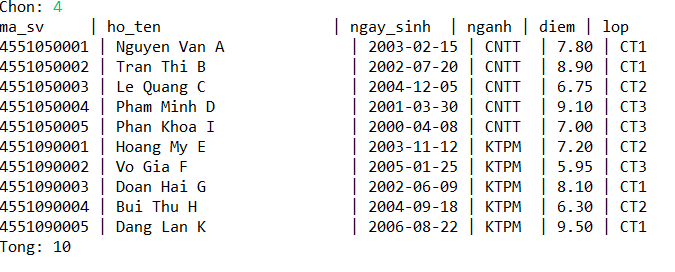 Chon: 4
ma_sv | ho_ten | ngay_sinh | nganh | diem | lop
4551050001 | Nguyen Van A | 2003-02-15 | CNTT | 7.80 | CT1
4551050002 | Tran Thi B | 2002-07-20 | CNTT | 8.90 | CT1
4551050003 | Le Quang C | 2004-12-05 | CNTT | 6.75 | CT2
4551050004 | Pham Minh D | 2001-03-30 | CNTT | 9.10 | CT3
4551050005 | Phan Khoa I | 2000-04-08 | CNTT | 7.00 | CT3
4551090001 | Hoang My E | 2003-11-12 | KTPM | 7.20 | CT2
4551090002 | Vo Gia F | 2005-01-25 | KTPM | 5.95 | CT3
4551090003 | Doan Hai G | 2002-06-09 | KTPM | 8.10 | CT1
4551090004 | Bui Thu H | 2004-09-18 | KTPM | 6.30 | CT2
4551090005 | Dang Lan K | 2006-08-22 | KTPM | 9.50 | CT1
Tong: 10